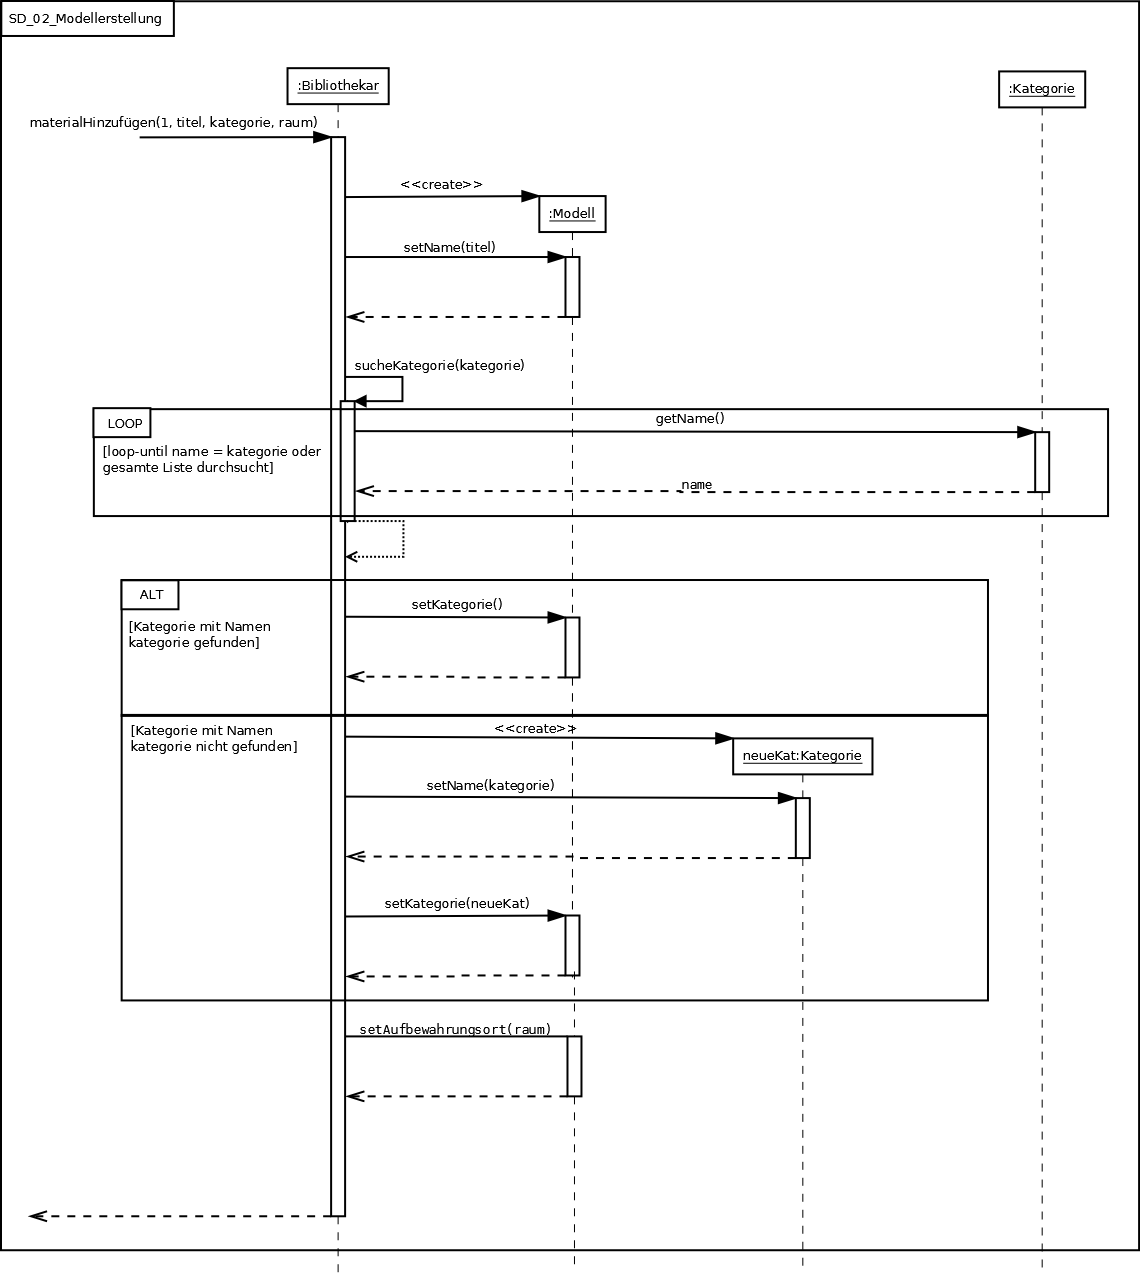 SD_02_Modellerstellung
:Bibliothekar
:Kategorie
materialHinzufügen(1, titel, kategorie, raum)
<<create>>
:Modell
setName(titel)
sucheKategorie(kategorie)
LOOP
getName()
[loop-until name = kategorie oder
gesamte Liste durchsucht]
name
ALT
setKategorie()
[Kategorie mit Namen
kategorie gefunden]
[Kategorie mit Namen
kategorie nicht gefunden]
<<create>>
neueKat:Kategorie
setName(kategorie)
setKategorie(neueKat)
setAufbewahrungsort(raum)